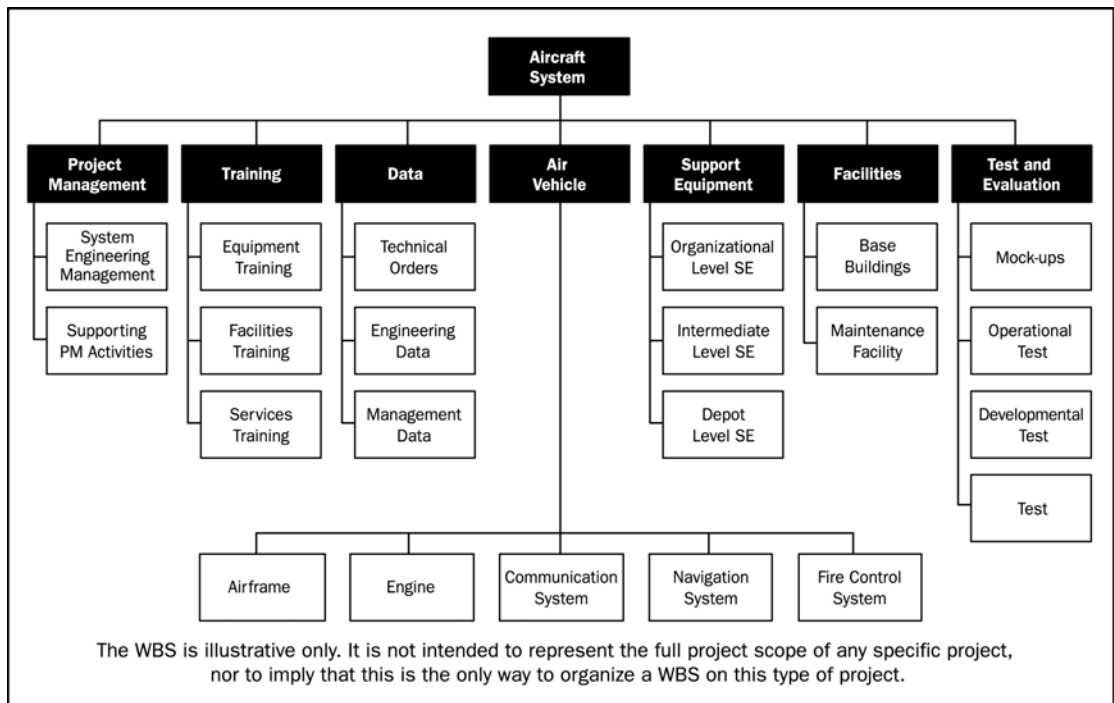 Aircraft
System
Project
Management
Training
Data
Air
Vehicle
Support
Equipment
Facilities
Test and
Evaluation
System
Engineering
Management
Equipment
Training
Technical
Orders
Organizational
Level SE
Base
Buildings
Mock-ups
Supporting
PM Activities
Facilities
Training
Engineering
Data
Intermediate
Level SE
Maintenance
Facility
Operational
Test
Services
Training
Management
Data
Depot
Level SE
Developmental
Test
Test
Airframe
Engine
Communication
System
Navigation
System
Fire Control
System
The WBS is illustrative only. It is not intended to represent the full project scope of any specific project,
nor to imply that this is the only way to organize a WBS on this type of project.